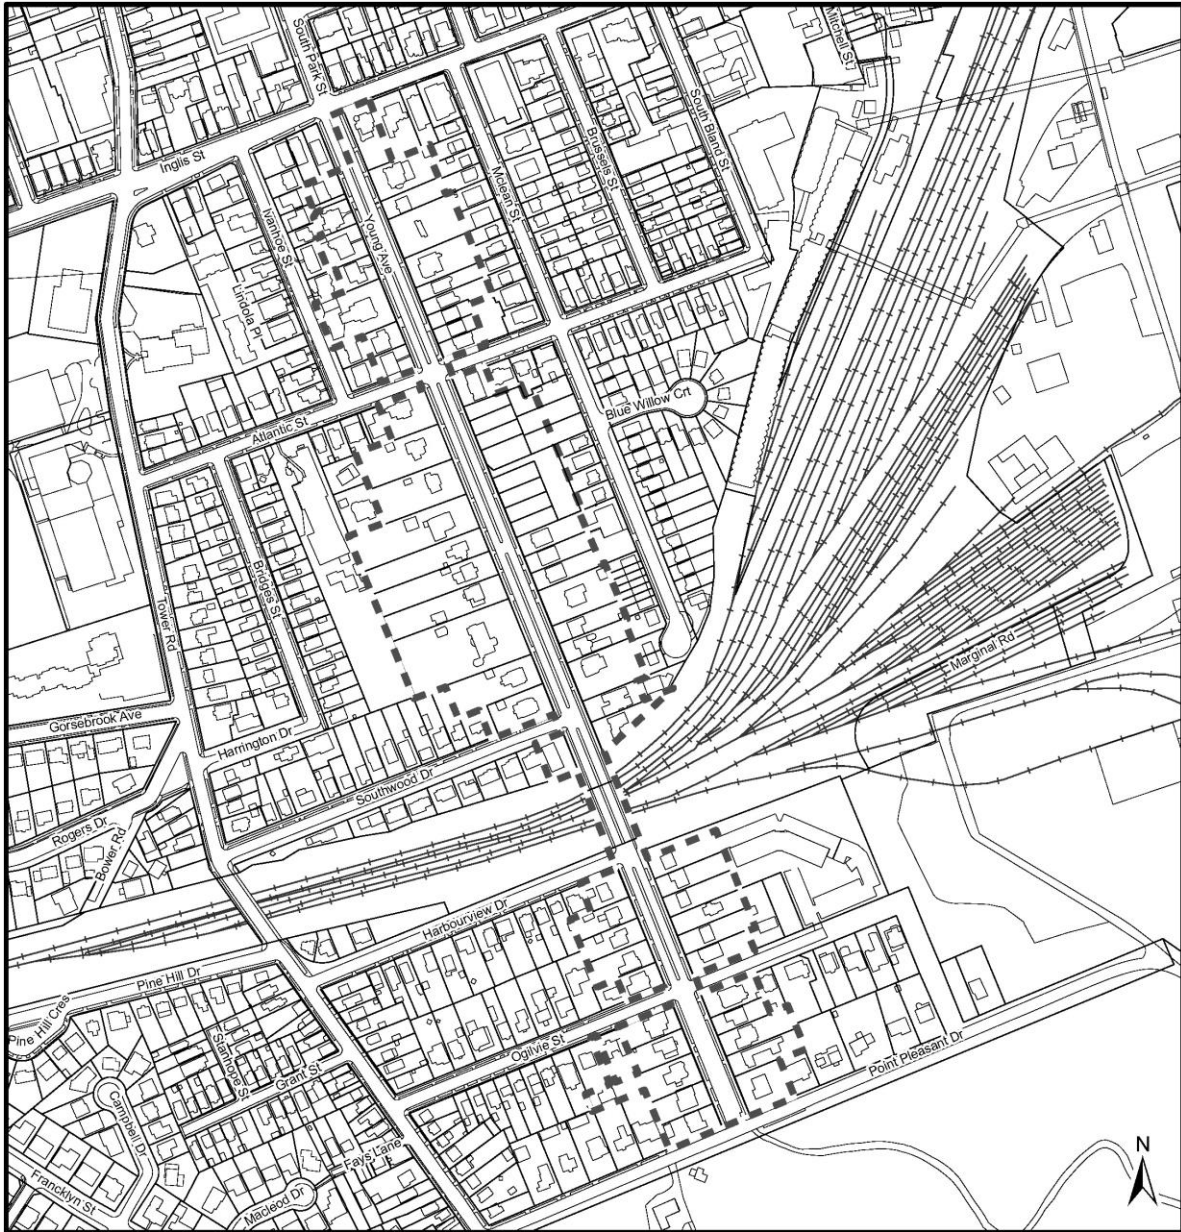 South Park St
Mitchell St
South Bland St
Brussels St
Mclean St
Inglis St
Young Ave
Ivanhoe St
Lindola Pl
Blue Willow Crt
Atlantic St
Bridges St
Tower Rd
Marginal Rd
Gorsebrook Ave
Harrington Dr
Southwood Dr
Rogers Dr
Bower Rd
Harbourview Dr
Pine Hill Dr
Pine Hill Cres
Stanhope St
Grant St
Ogilvie St
Point Pleasant Dr
Campbell Dr
Fays Lane
Francklyn St
Macleod Dr
N